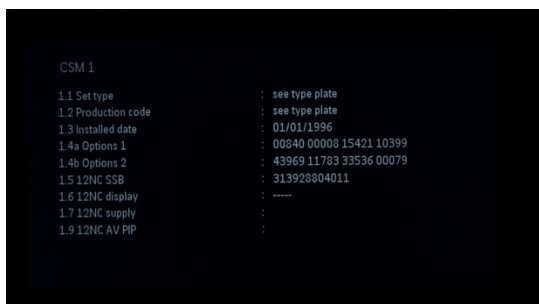 CSM 1
1.1 Set type : see type plate
1.2 Production code : see type plate
1.3 Installed date : 01/01/1996
1.4a Options 1 : 00840 00008 15421 10399
1.4b Options 2 : 43969 11783 33536 00079
1.5 12NC SSB : 313928804011
1.6 12NC display : -----
1.7 12NC supply :
1.9 12NC AV PIP :